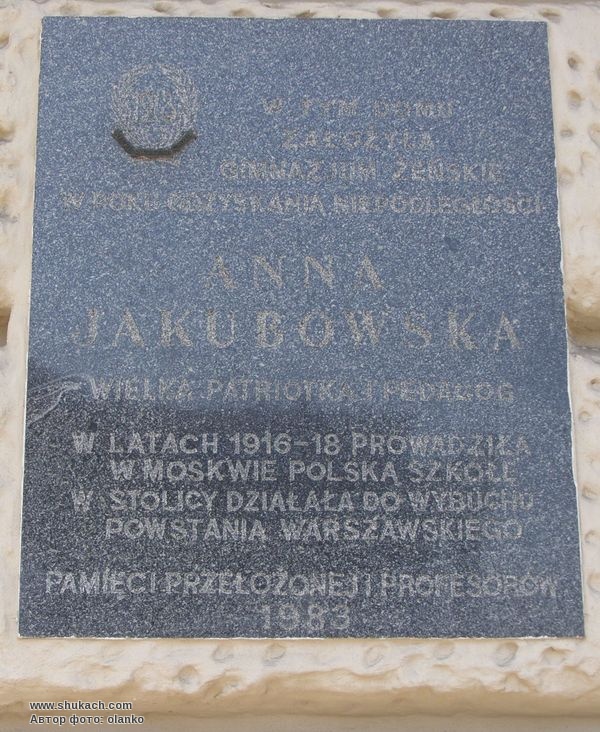 W TYM DOMU
ZAŁOŻYŁA
GIMNAZJUM ŻEŃSKIE
W ROKU ODZYSKANIA NIEPODLEGŁOŚCI
ANNA
JAKUBOWSKA
WIELKA PATRIOTKA I PEDAGOG
W LATACH 1916-18 PROWADZIŁA
W MOSKWIE POLSKĄ SZKOŁĘ
W STOLICY DZIAŁAŁA DO WYBUCHU
POWSTANIA WARSZAWSKIEGO
PAMIĘCI PRZEŁOŻONEJ I PROFESORÓW
1983
www.shukach.com
Автор фото: olanko